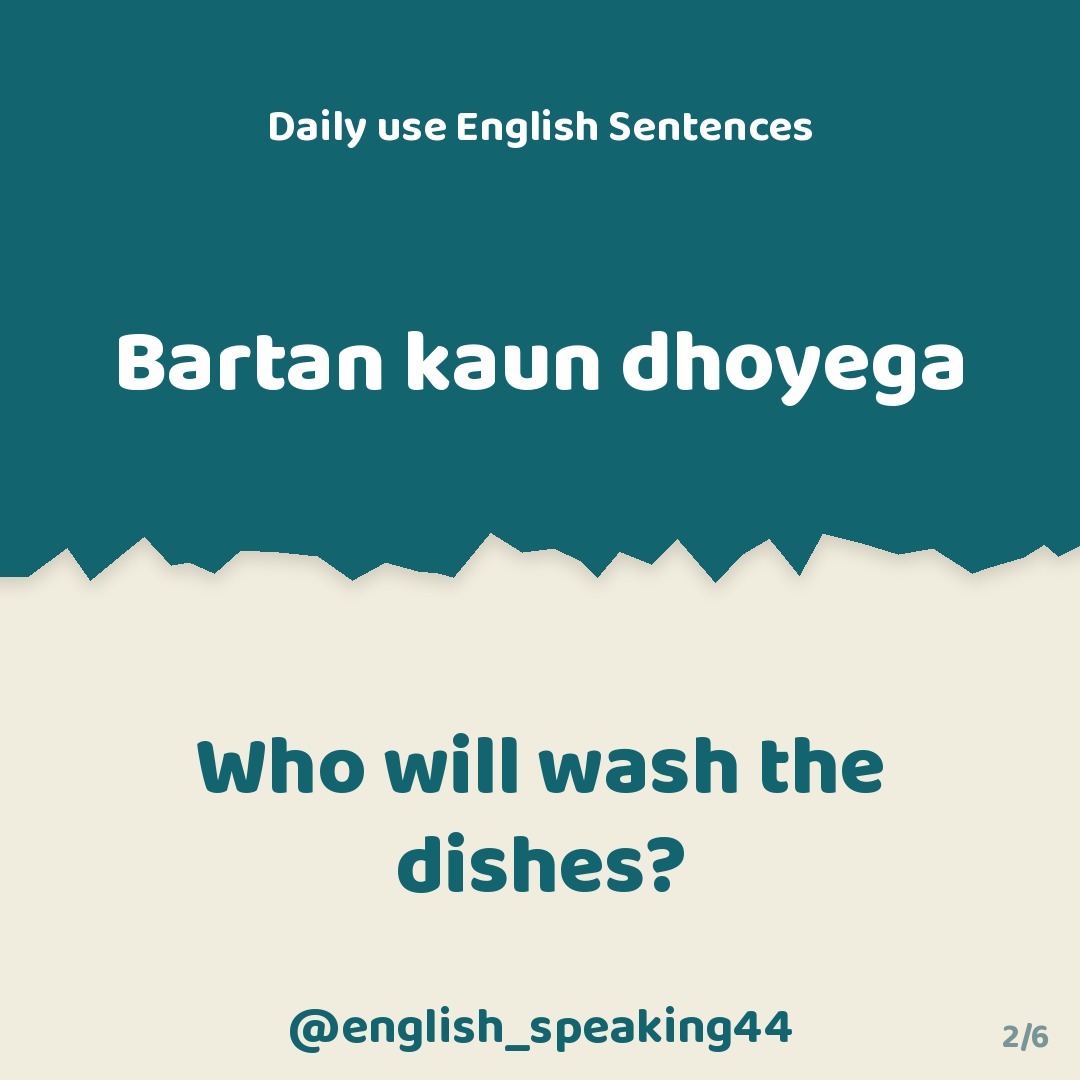 Daily use English Sentences
Bartan kaun dhoyega
Who will wash the
dishes?
@english_speaking44
2/6